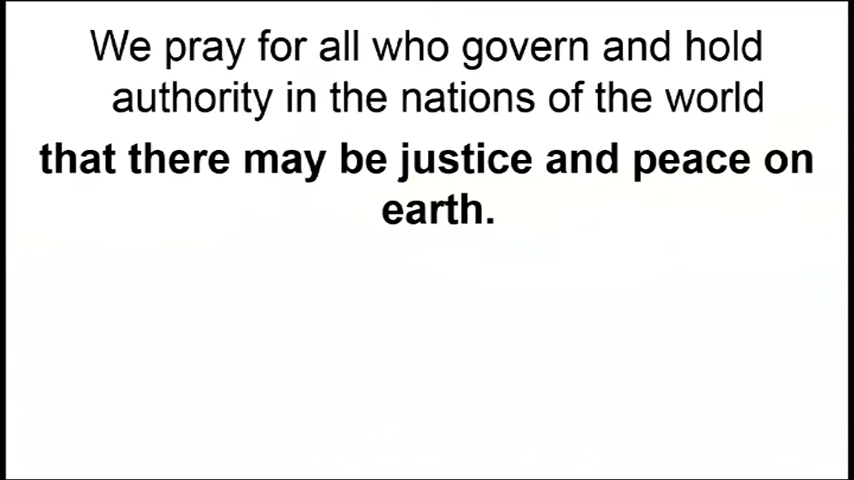 We pray for all who govern and hold
authority in the nations of the world
that there may be justice and peace on
earth.